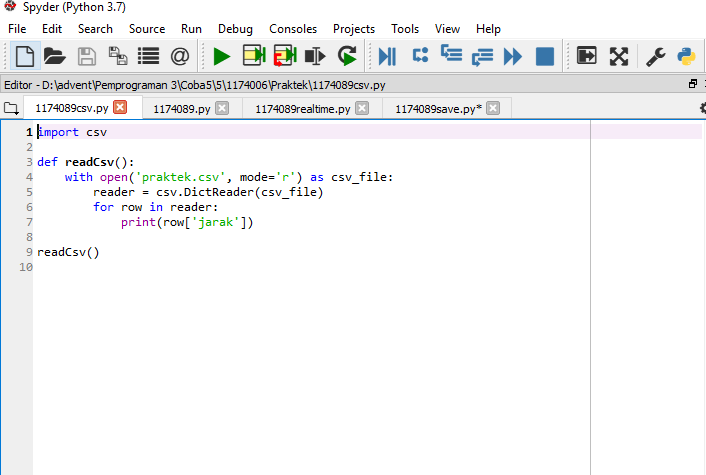 Spyder (Python 3.7)
File Edit Search Source Run Debug Consoles Projects Tools View Help
Editor - D:\advent\Pemprograman 3\Coba5\5\1174006\Praktek\1174089csv.py
1174089csv.py 1174089.py 1174089realtime.py 1174089save.py*
1 import csv
2
3 def readCsv():
4     with open('praktek.csv', mode='r') as csv_file:
5         reader = csv.DictReader(csv_file)
6         for row in reader:
7             print(row['jarak'])
8
9 readCsv()
10